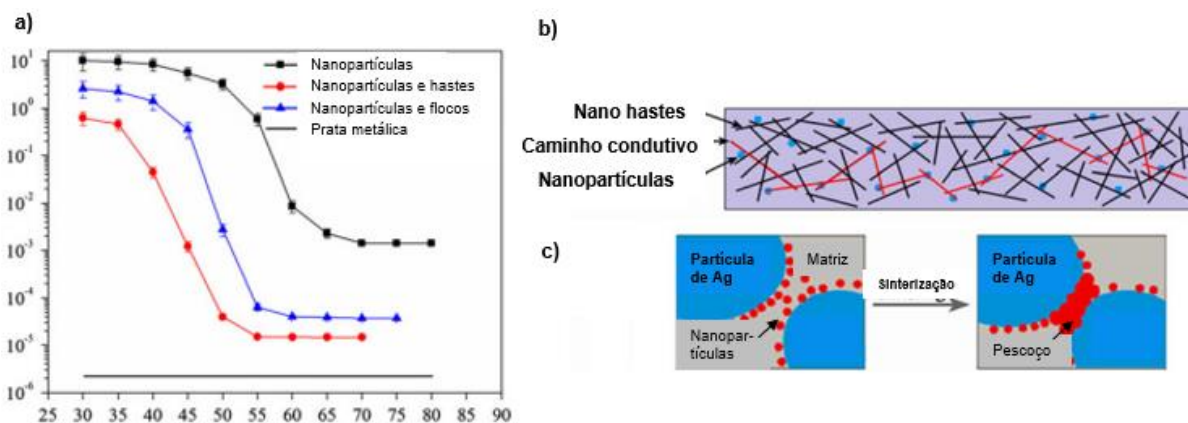 a)
10¹
10⁰
10⁻¹
10⁻²
10⁻³
10⁻⁴
10⁻⁵
10⁻⁶
Nanopartículas
Nanopartículas e hastes
Nanopartículas e flocos
Prata metálica
25 30 35 40 45 50 55 60 65 70 75 80 85 90
b)
Nano hastes
Caminho condutivo
Nanopartículas
c)
Partícula
de Ag
Matriz
Nanopar-
tículas
Sinterização
Partícula
de Ag
Pescoço